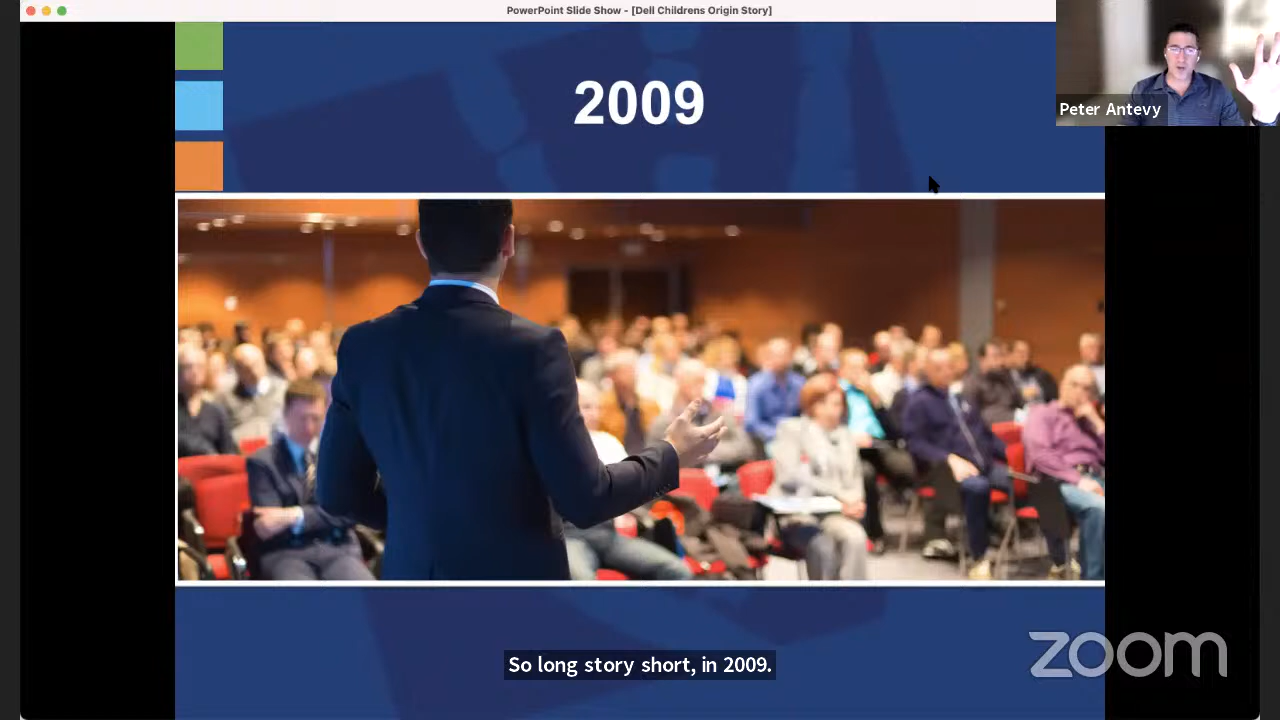 PowerPoint Slide Show - [Dell Childrens Origin Story]
2009
Peter Antevy
So long story short, in 2009.
zoom